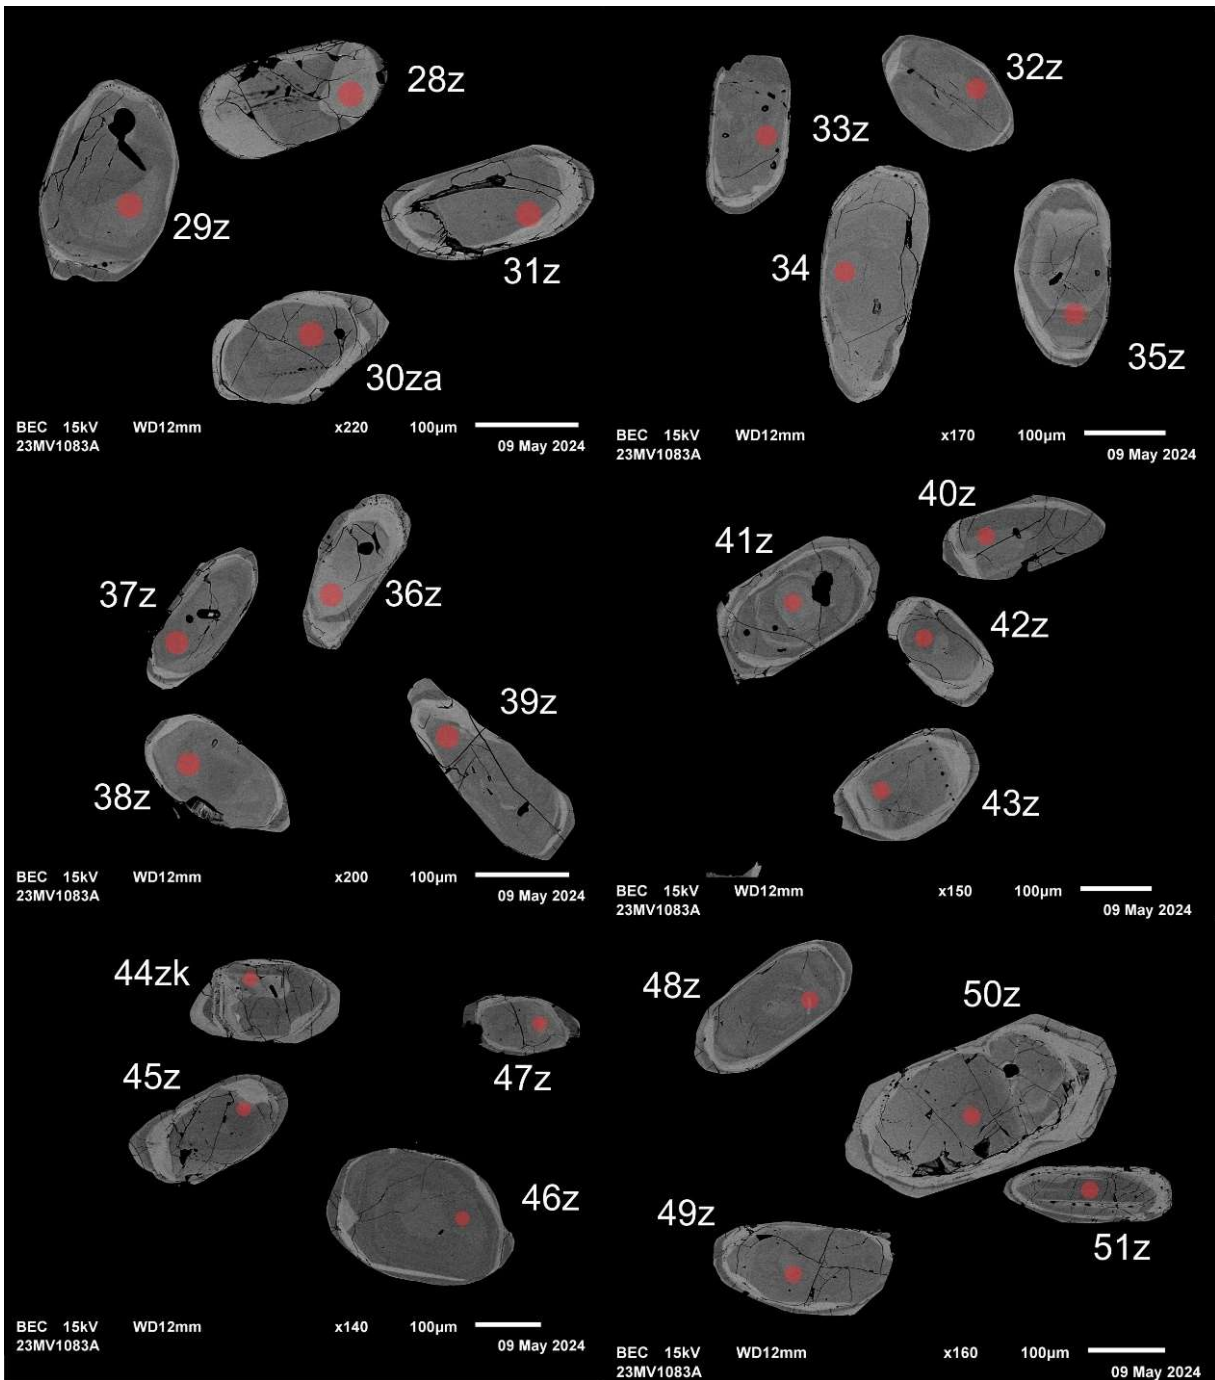 28z
29z
31z
30za
BEC 15kV WD12mm x220 100µm
23MV1083A 09 May 2024
32z
33z
34
35z
BEC 15kV WD12mm x170 100µm
23MV1083A 09 May 2024
37z
36z
39z
38z
BEC 15kV WD12mm x200 100µm
23MV1083A 09 May 2024
40z
41z
42z
43z
BEC 15kV WD12mm x150 100µm
23MV1083A 09 May 2024
44zk
47z
45z
46z
BEC 15kV WD12mm x140 100µm
23MV1083A 09 May 2024
48z
50z
49z
51z
BEC 15kV WD12mm x160 100µm
23MV1083A 09 May 2024